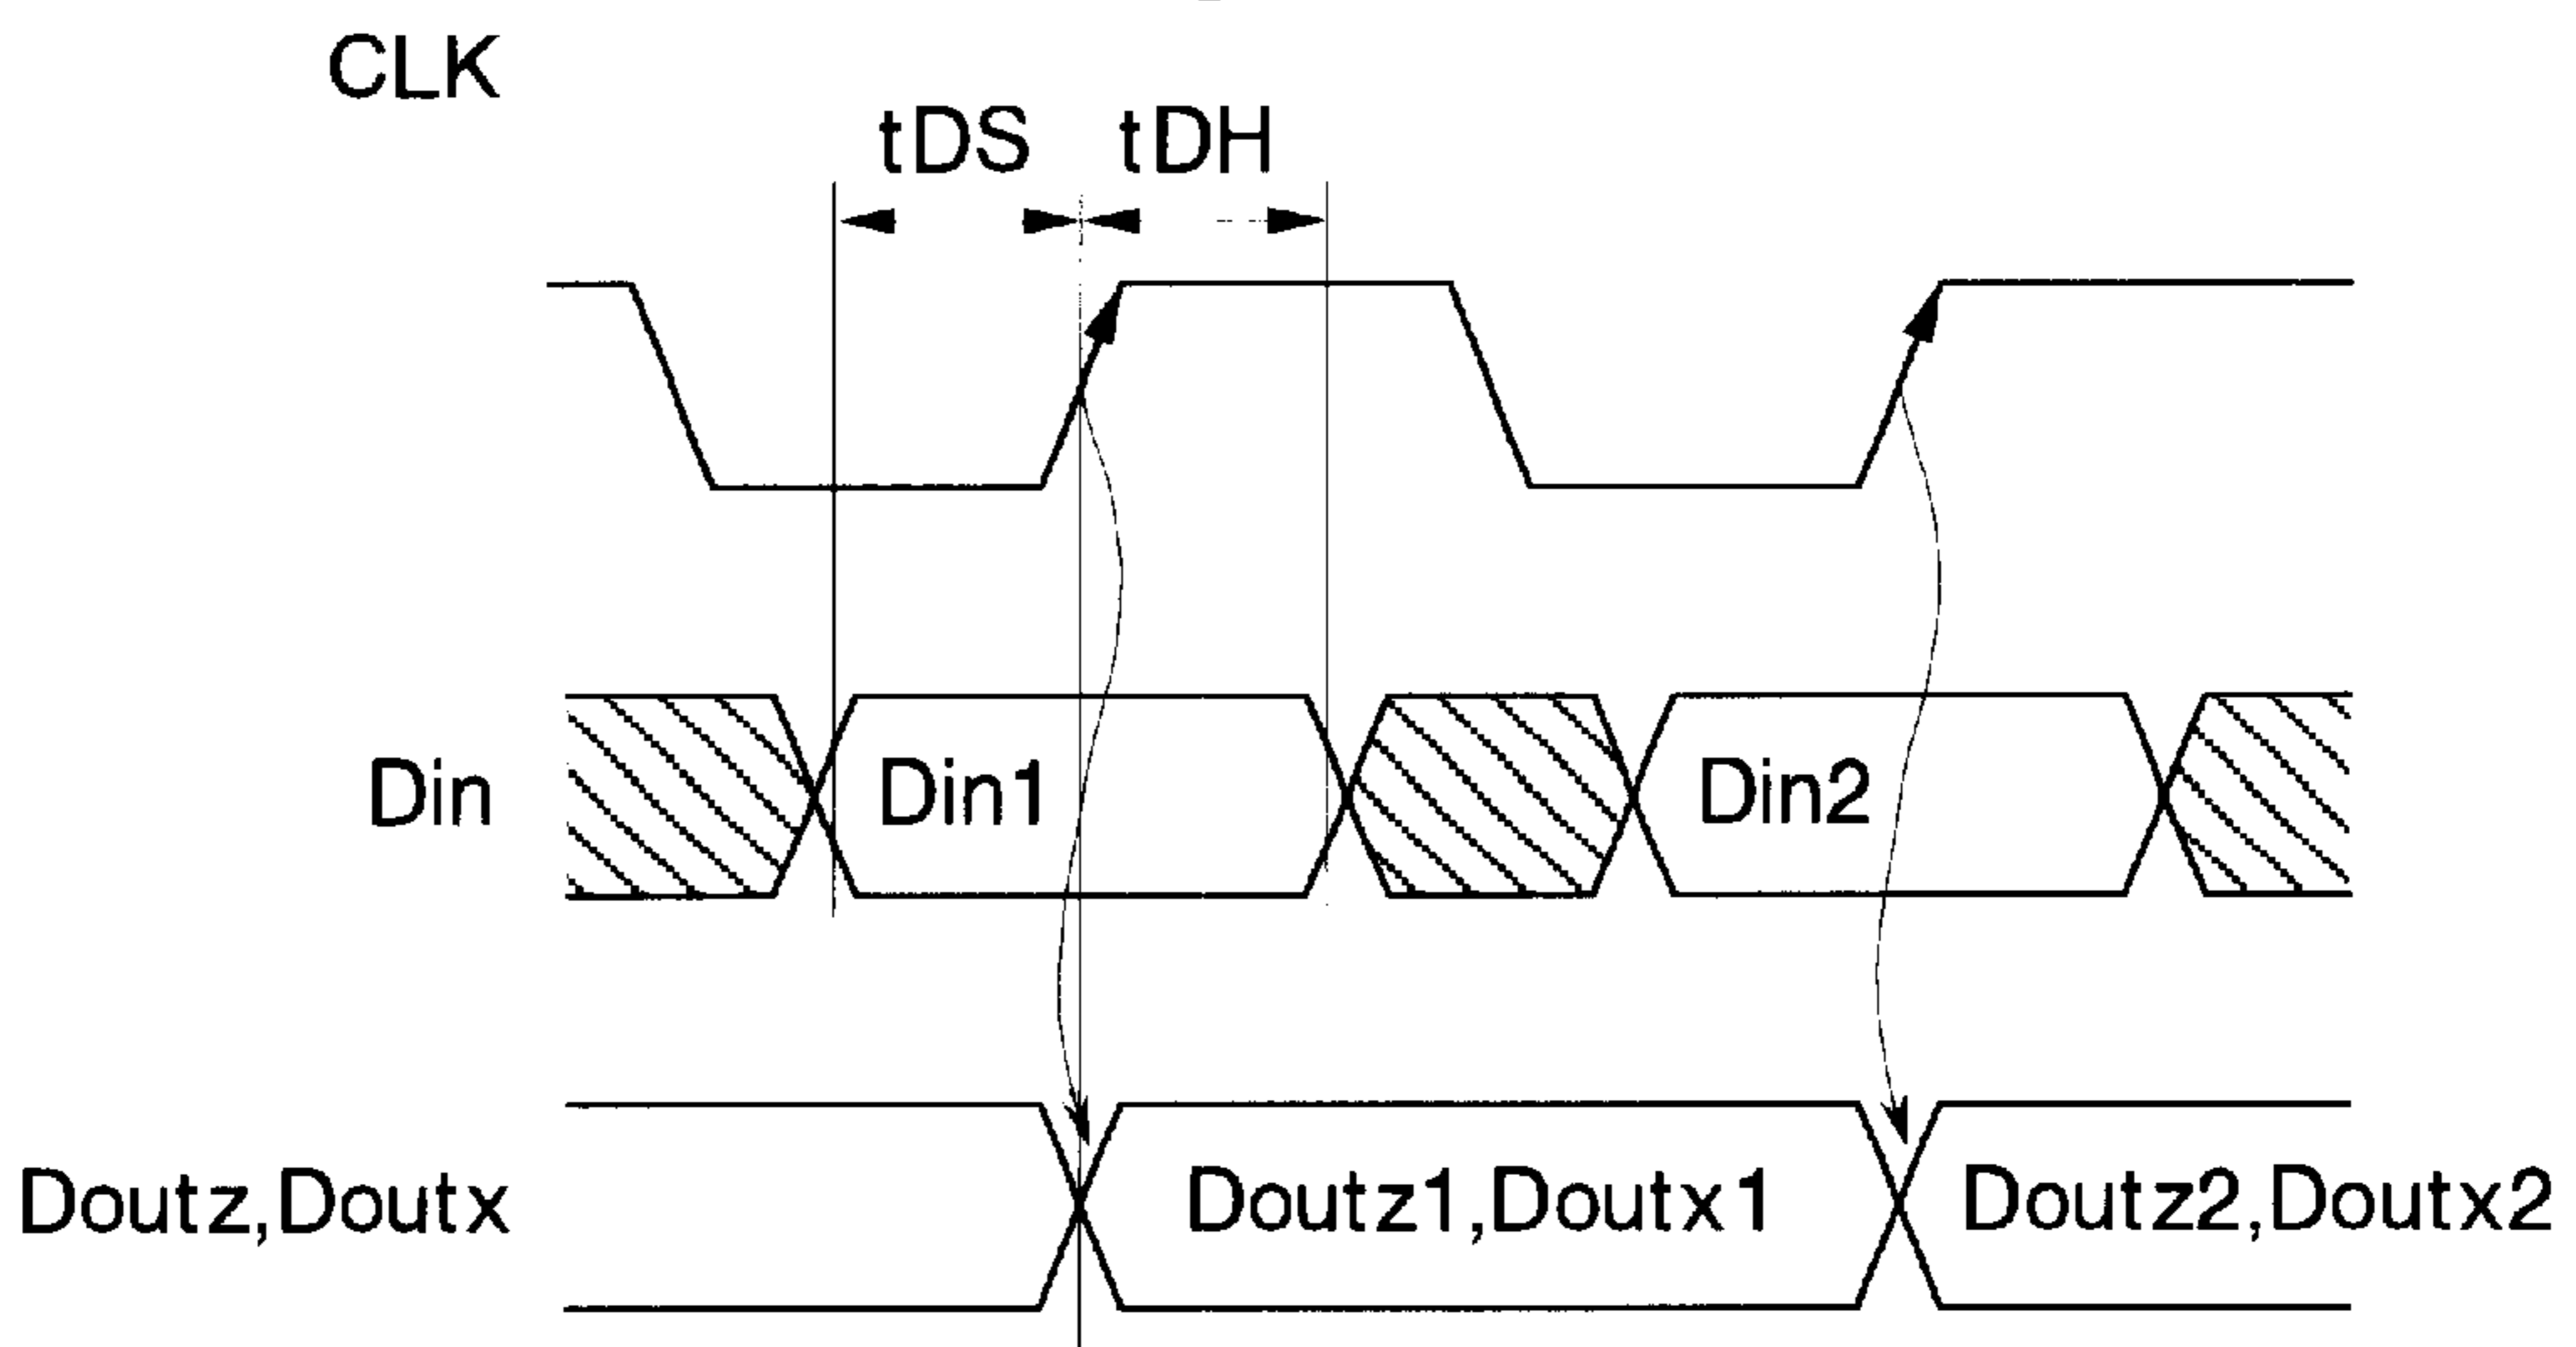 CLK
tDS tDH
Din Din1 Din2
Doutz,Doutx Doutz1,Doutx1 Doutz2,Doutx2